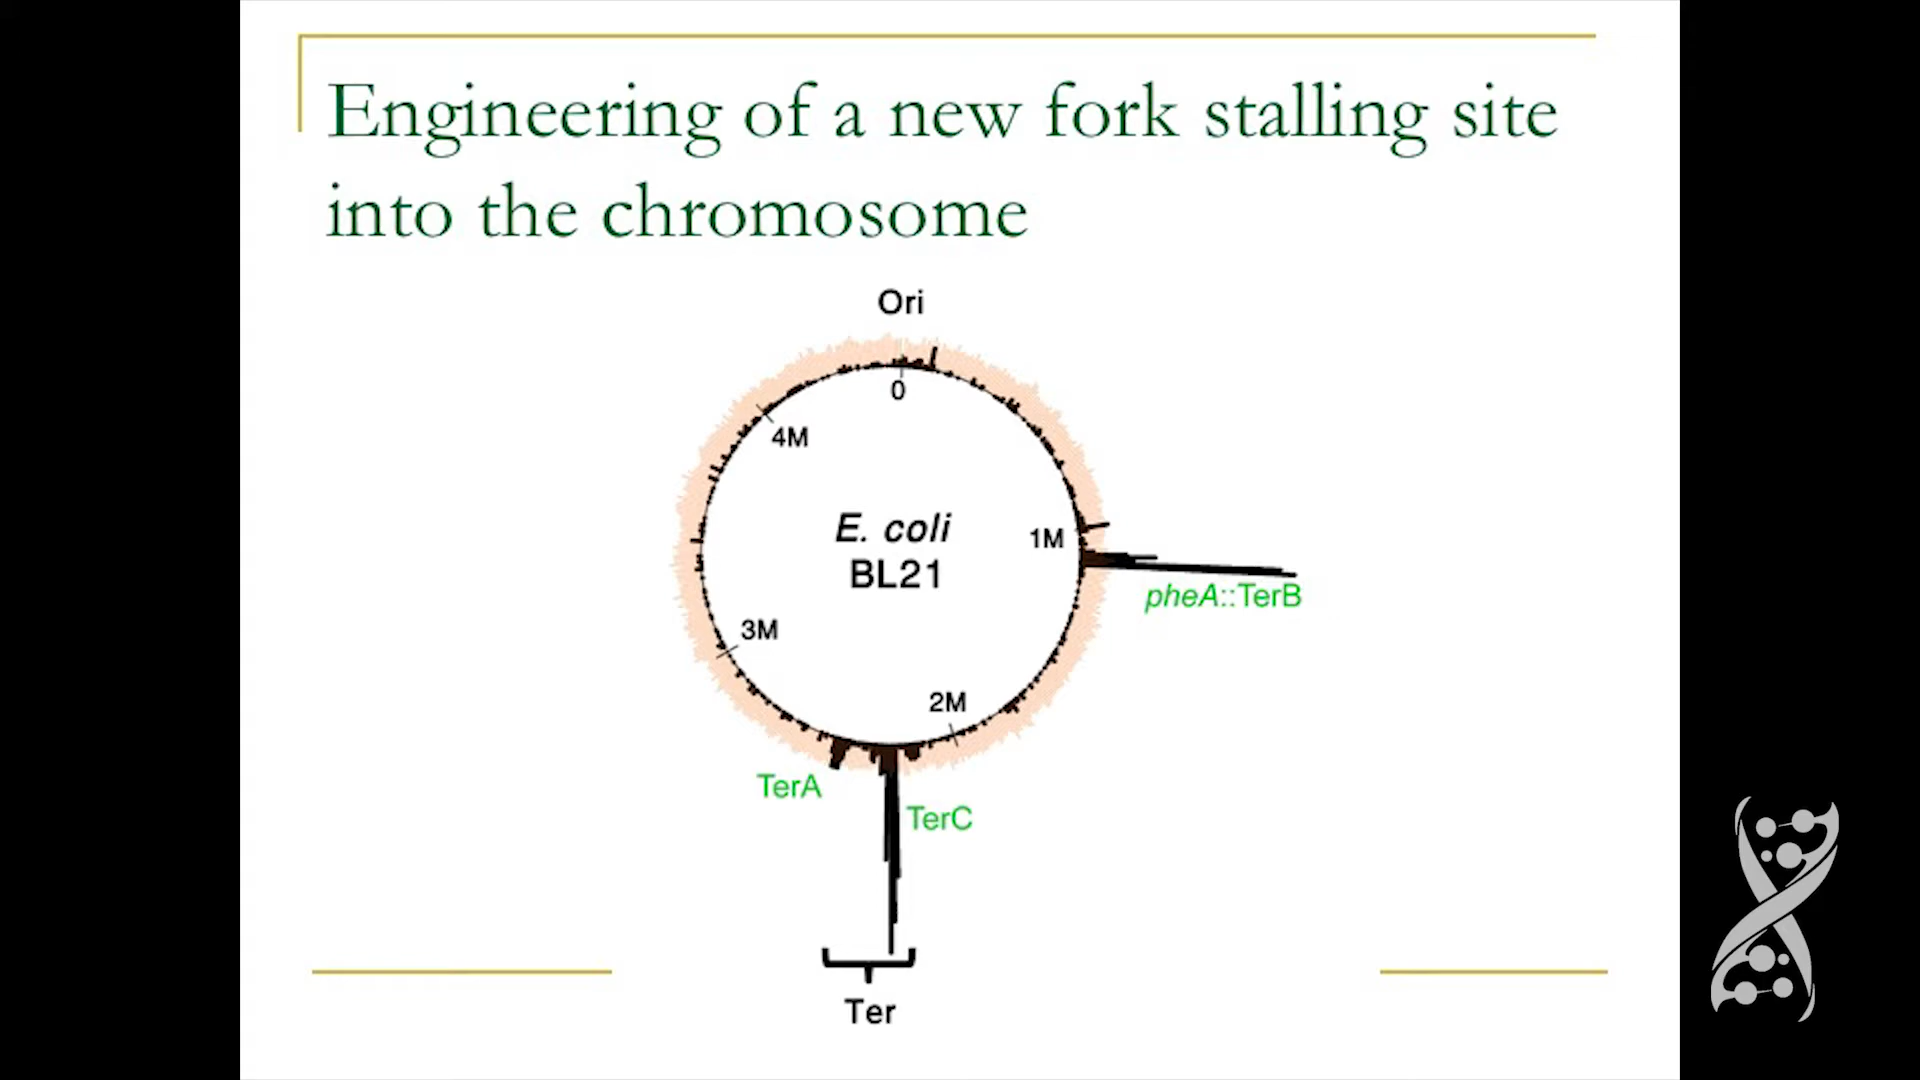 Engineering of a new fork stalling site
into the chromosome
Ori
0
4M
E. coli
BL21
1M
pheA::TerB
3M
2M
TerA
TerC
Ter